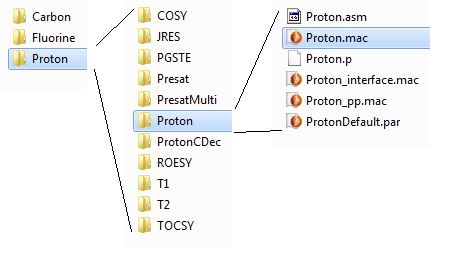 Carbon
Fluorine
Proton
COSY
JRES
PGSTE
Presat
PresatMulti
Proton
ProtonCDec
ROESY
T1
T2
TOCSY
Proton.asm
Proton.mac
Proton.p
Proton_interface.mac
Proton_pp.mac
ProtonDefault.par